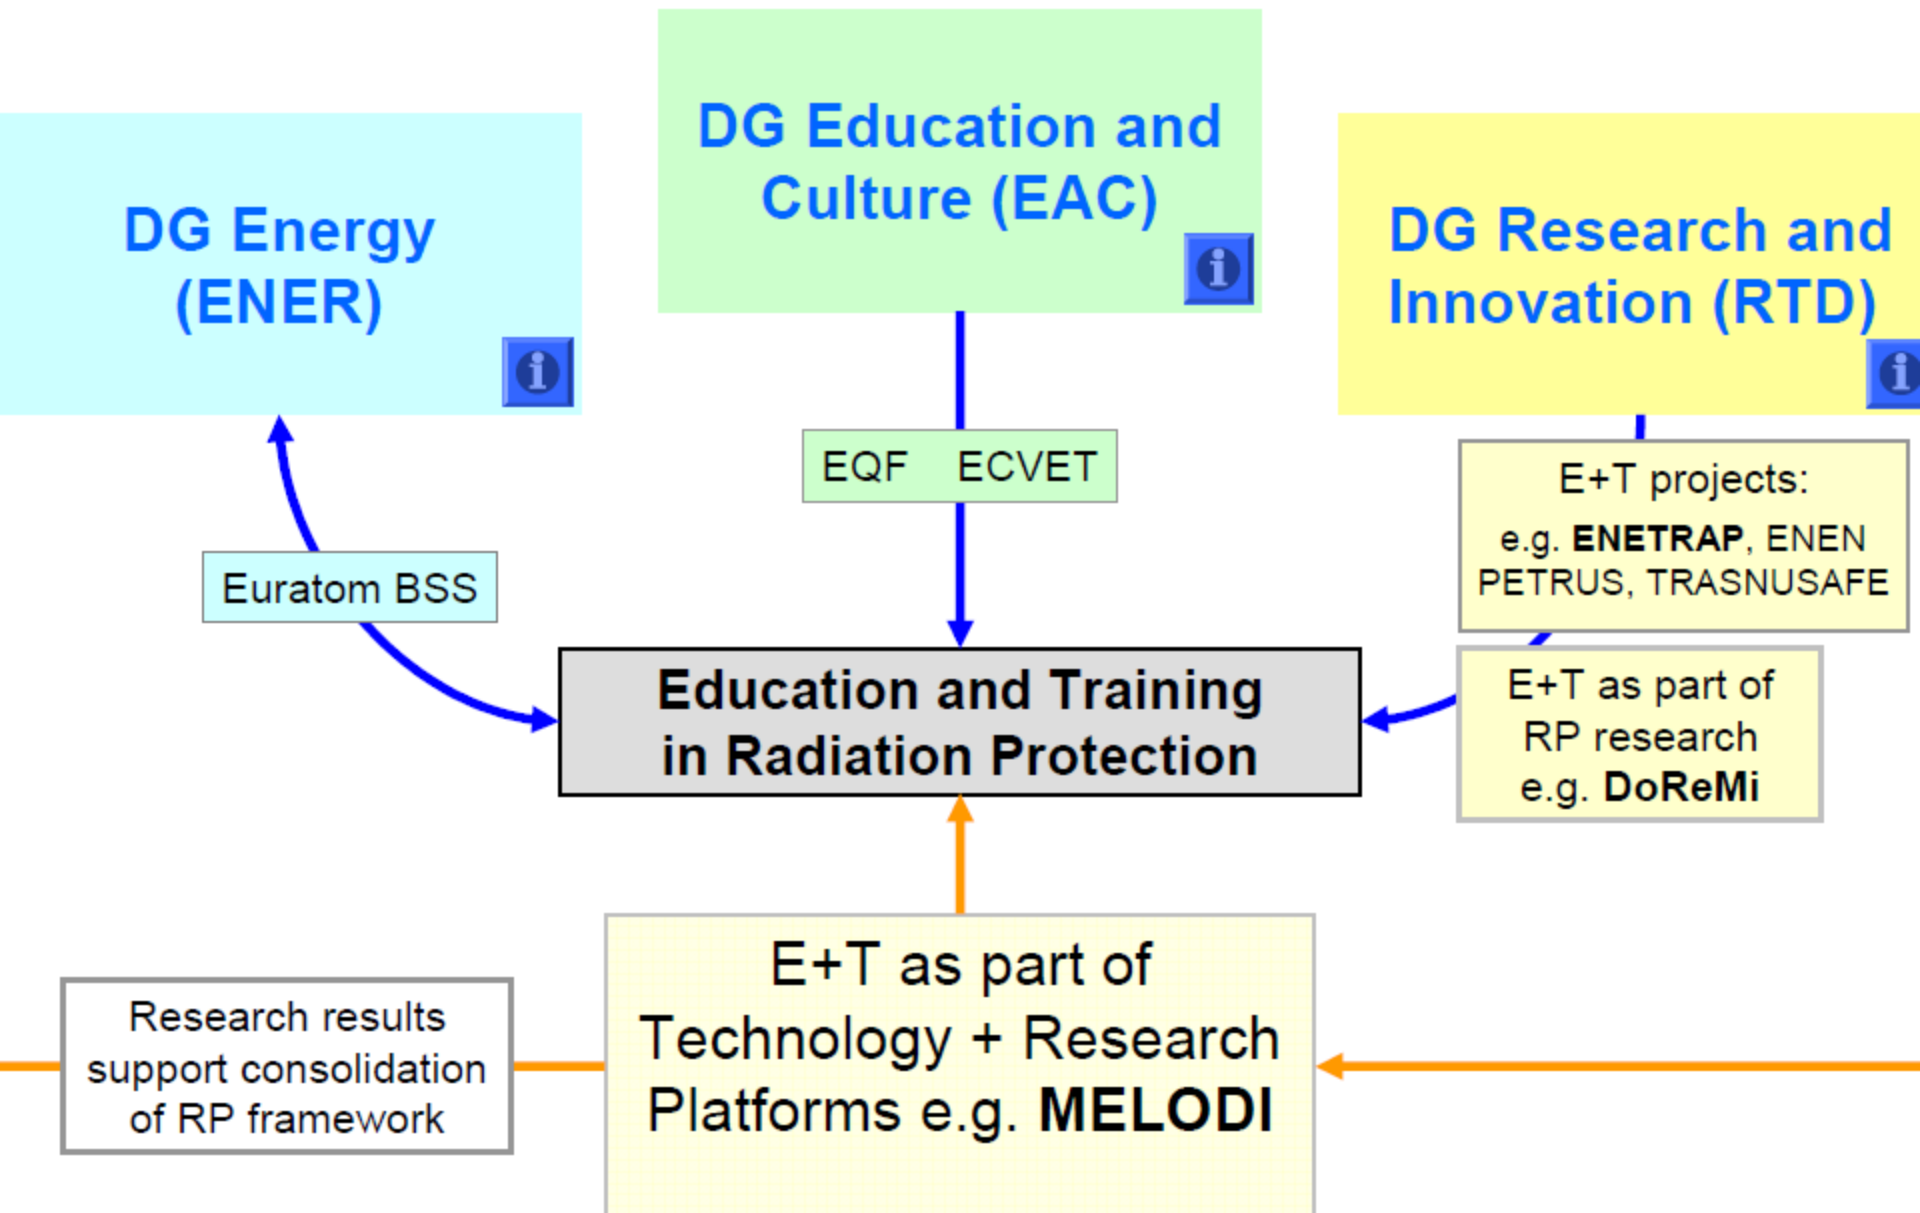 DG Education and
Culture (EAC)
DG Energy
(ENER)
DG Research and
Innovation (RTD)
EQF ECVET
E+T projects:
e.g. ENETRAP, ENEN
PETRUS, TRASNUSAFE
Euratom BSS
Education and Training
in Radiation Protection
E+T as part of
RP research
e.g. DoReMi
E+T as part of
Technology + Research
Platforms e.g. MELODI
Research results
support consolidation
of RP framework